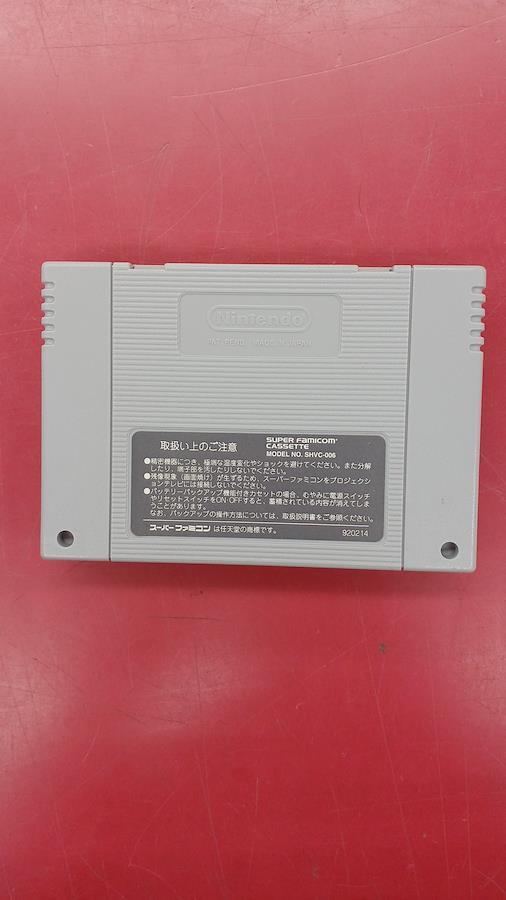 Nintendo
PAT. PEND. MADE IN JAPAN
取扱い上のご注意
SUPER FAMICOM
CASSETTE
MODEL NO. SHVC-006
●精密機器につき、極端な温度変化やショックを避けてください。また分解
したり、端子部を汚したりしないでください。
●残像現象(画面焼け)が生ずるため、スーパーファミコンをプロジェクシ
ョンテレビには接続しないでください。
●バッテリーバックアップ機能付きカセットの場合、むやみに電源スイッチ
やリセットスイッチをON・OFFすると、蓄積されている内容が消えてしま
うことがあります。
なお、バックアップの操作方法については、取扱説明書をご参照ください。
スーパーファミコン は任天堂の商標です。
920214